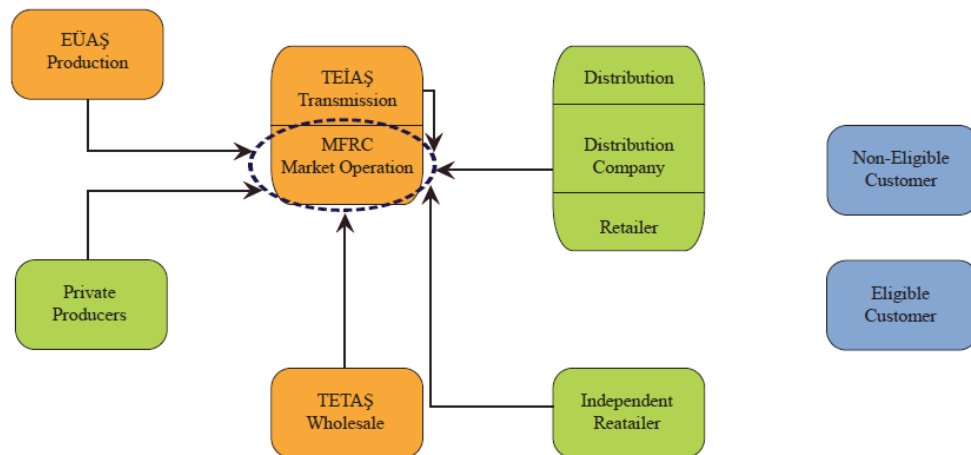 EÜAŞ
Production
TEİAŞ
Transmission
MFRC
Market Operation
Distribution
Distribution
Company
Retailer
Non-Eligible
Customer
Private
Producers
Eligible
Customer
TETAŞ
Wholesale
Independent
Reatailer